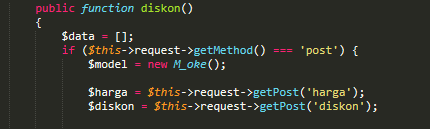 public function diskon()
{
$data = [];
if ($this->request->getMethod() === 'post') {
$model = new M_oke();
$harga = $this->request->getPost('harga');
$diskon = $this->request->getPost('diskon');